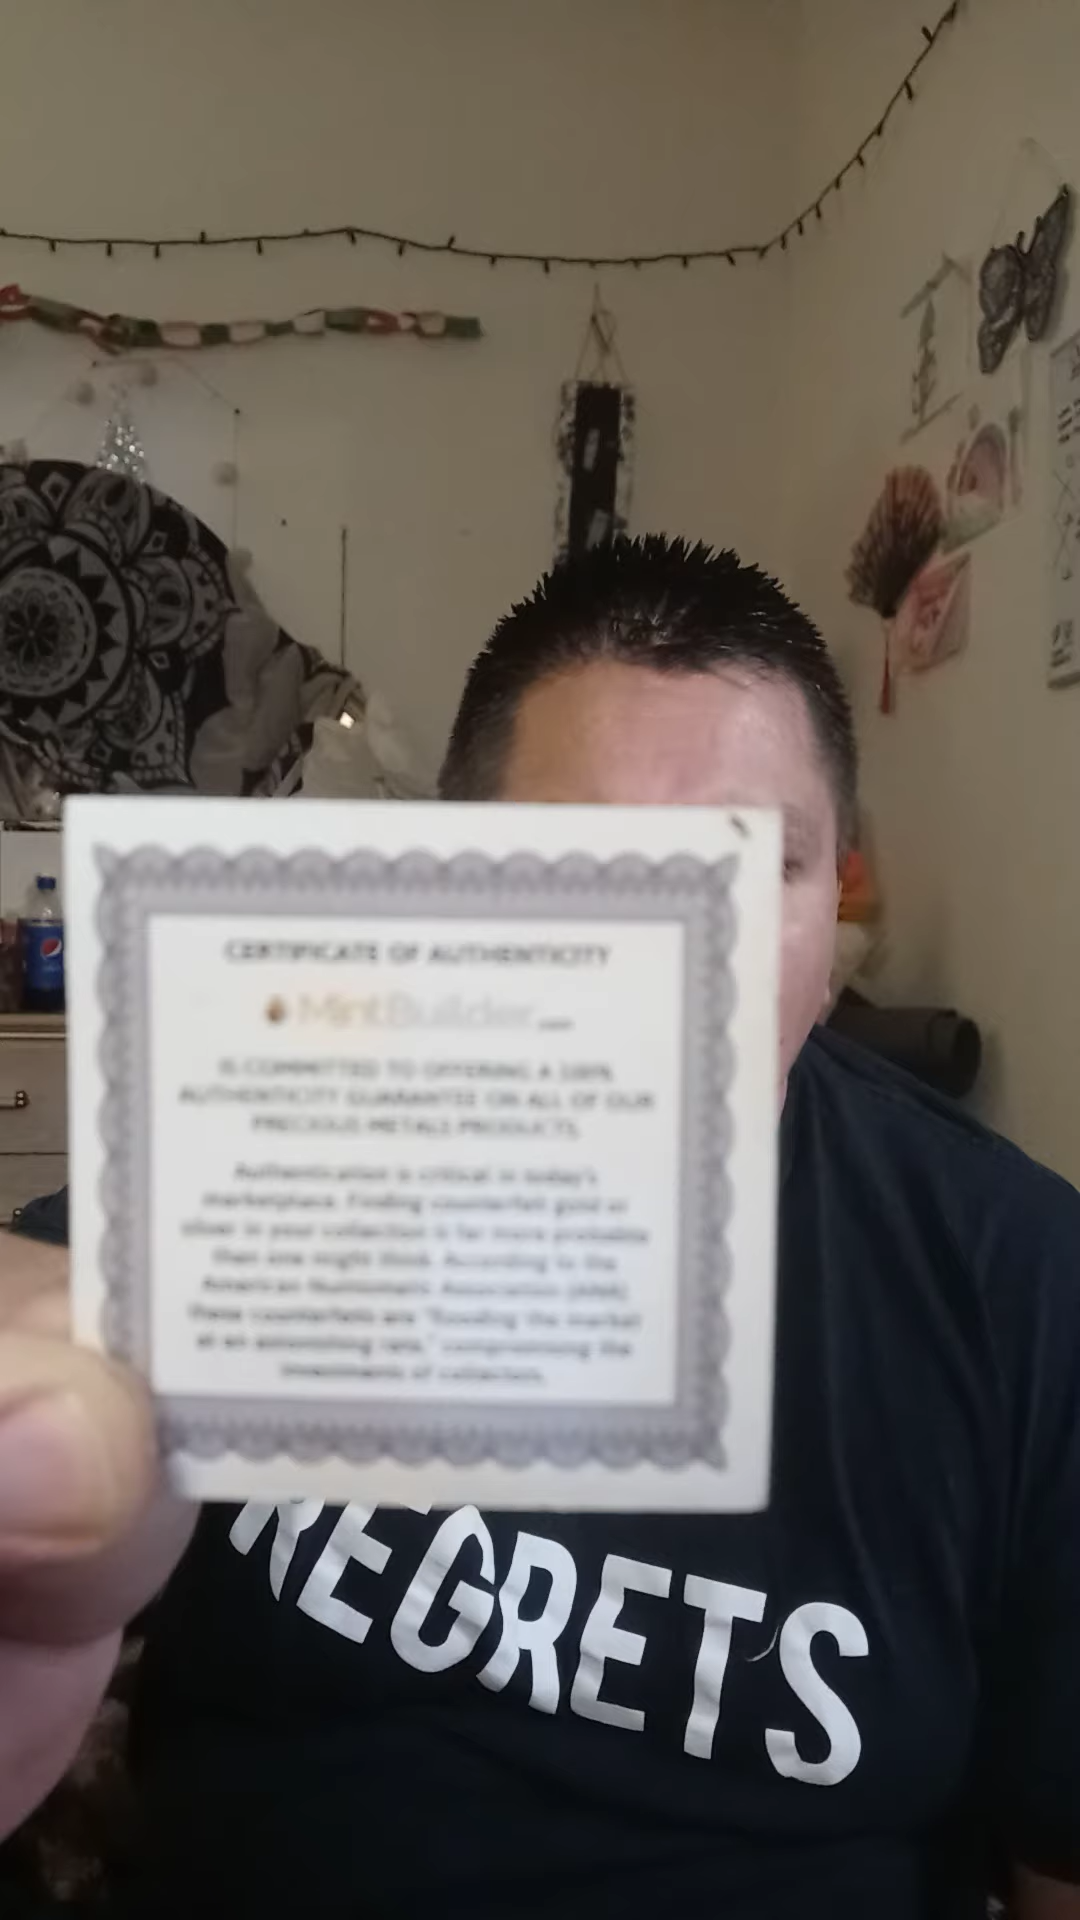 CERTIFICATE OF AUTHENTICITY
MintBuilder.com
IS COMMITTED TO OFFERING A 100%
AUTHENTICITY GUARANTEE ON ALL OF OUR
PRECIOUS METALS PRODUCTS.
Authentication is critical in today's
marketplace. Finding counterfeit gold or
silver in your collection is far more probable
than one might think. According to the
American Numismatic Association (ANA)
these counterfeits are "flooding the market
at an astonishing rate," compromising the
investments of collectors.
REGRETS